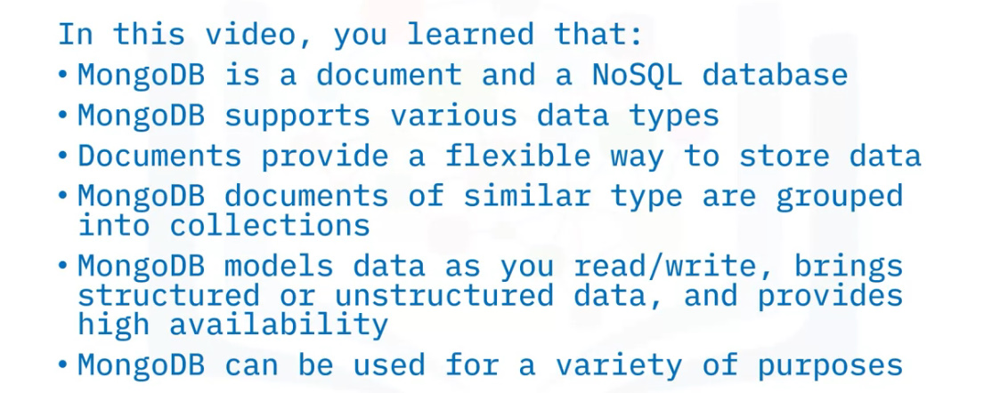 In this video, you learned that:
• MongoDB is a document and a NoSQL database
• MongoDB supports various data types
• Documents provide a flexible way to store data
• MongoDB documents of similar type are grouped
into collections
• MongoDB models data as you read/write, brings
structured or unstructured data, and provides
high availability
• MongoDB can be used for a variety of purposes